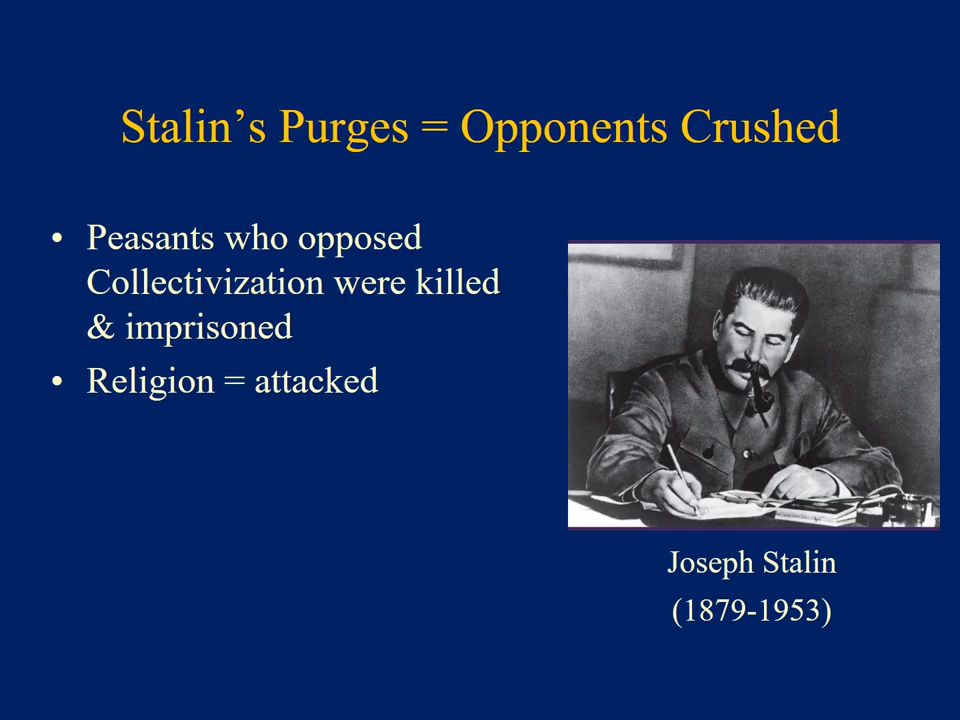 Stalin’s Purges = Opponents Crushed
• Peasants who opposed
Collectivization were killed
& imprisoned
• Religion = attacked
Joseph Stalin
(1879-1953)